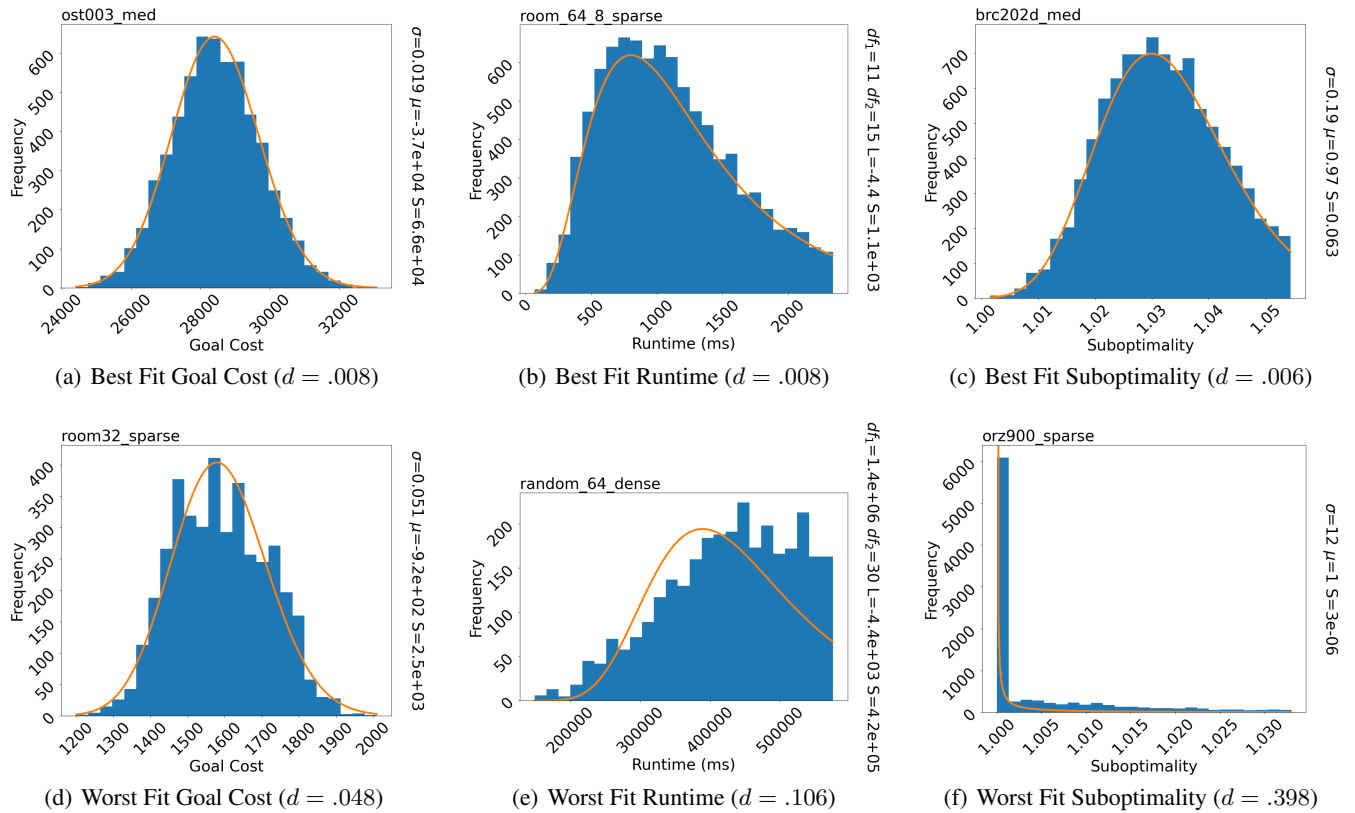 ost003_med
600
500
400
300
200
100
0
Frequency
24000
26000
28000
30000
32000
Goal Cost
σ=0.019 μ=-3.7e+04 S=6.6e+04
(a) Best Fit Goal Cost (d = .008)
room_64_8_sparse
600
500
400
300
200
100
0
Frequency
0
500
1000
1500
2000
Runtime (ms)
df₁=11 df₂=15 L=-4.4 S=1.1e+03
(b) Best Fit Runtime (d = .008)
brc202d_med
700
600
500
400
300
200
100
0
Frequency
1.00
1.01
1.02
1.03
1.04
1.05
Suboptimality
σ=0.19 μ=0.97 S=0.063
(c) Best Fit Suboptimality (d = .006)
room32_sparse
400
350
300
250
200
150
100
50
0
Frequency
1200
1300
1400
1500
1600
1700
1800
1900
2000
Goal Cost
σ=0.051 μ=-9.2e+02 S=2.5e+03
(d) Worst Fit Goal Cost (d = .048)
random_64_dense
200
150
100
50
0
Frequency
200000
300000
400000
500000
Runtime (ms)
df₁=1.4e+06 df₂=30 L=-4.4e+03 S=4.2e+05
(e) Worst Fit Runtime (d = .106)
orz900_sparse
6000
5000
4000
3000
2000
1000
0
Frequency
1.000
1.005
1.010
1.015
1.020
1.025
1.030
Suboptimality
σ=12 μ=1 S=3e-06
(f) Worst Fit Suboptimality (d = .398)